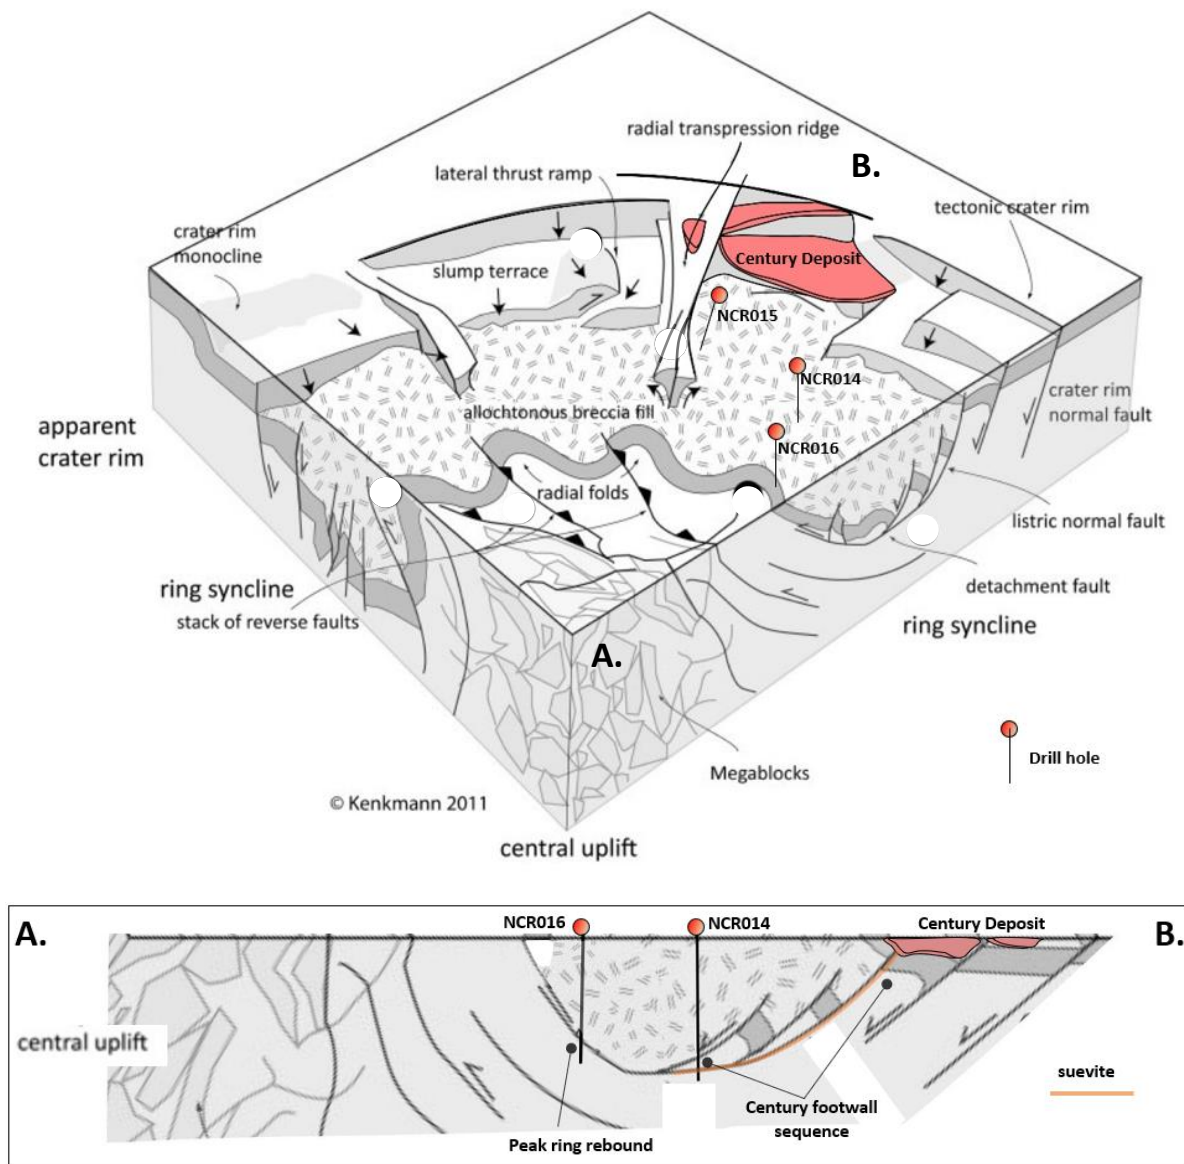 radial transpression ridge
B.
lateral thrust ramp
tectonic crater rim
crater rim
monocline
slump terrace
Century Deposit
NCR015
NCR014
crater rim
normal fault
apparent
crater rim
allochtonous breccia fill
NCR016
radial folds
listric normal fault
detachment fault
ring syncline
stack of reverse faults
ring syncline
A.
Megablocks
Drill hole
© Kenkmann 2011
central uplift
A.
NCR016
NCR014
Century Deposit
B.
central uplift
suevite
Century footwall
sequence
Peak ring rebound